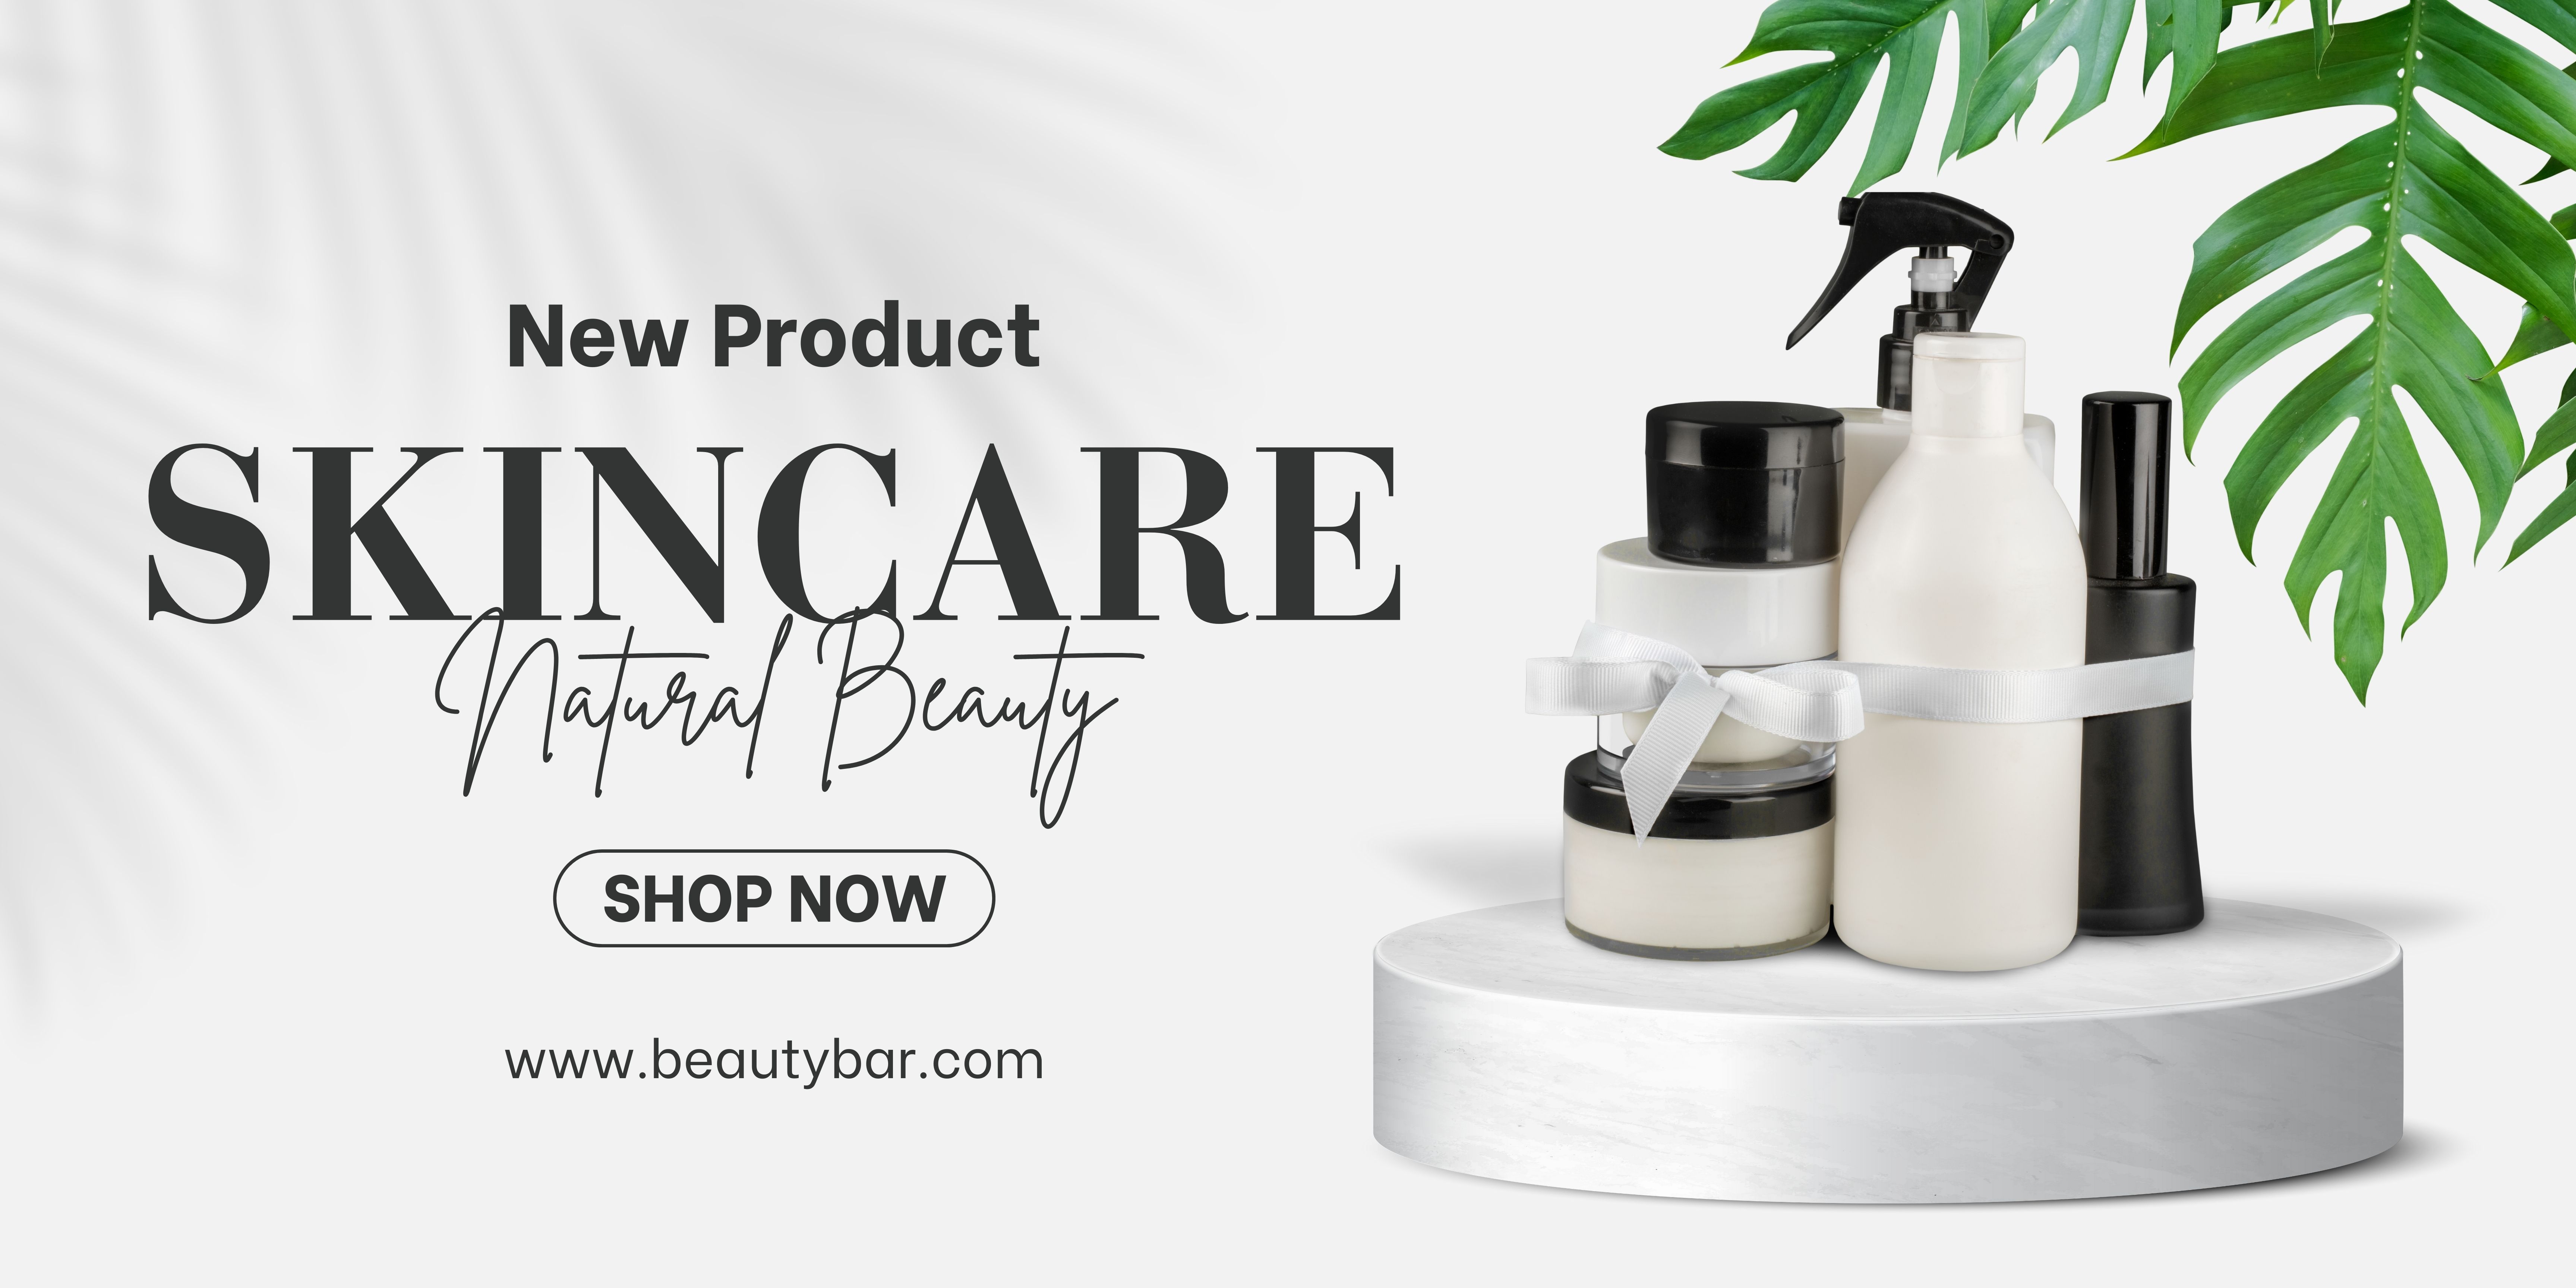 New Product
SKINCARE
Natural Beauty
SHOP NOW
www.beautybar.com